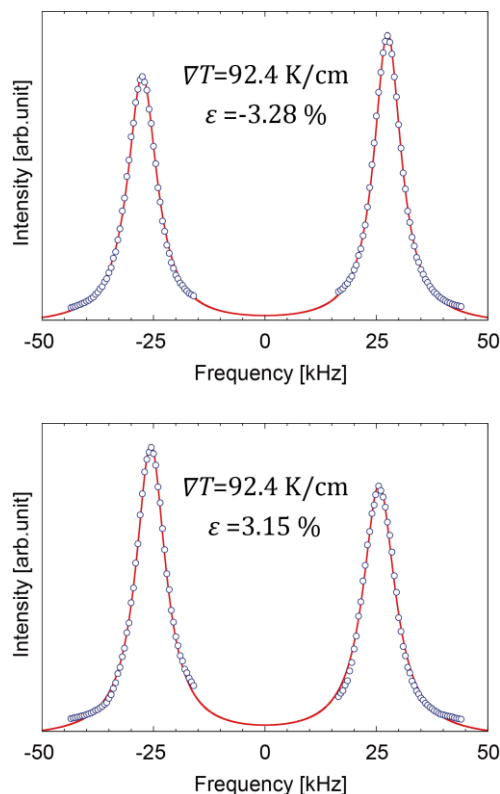 ∇T=92.4 K/cm
ε =-3.28 %
Intensity [arb.unit]
-50 -25 0 25 50
Frequency [kHz]
∇T=92.4 K/cm
ε =3.15 %
Intensity [arb.unit]
-50 -25 0 25 50
Frequency [kHz]